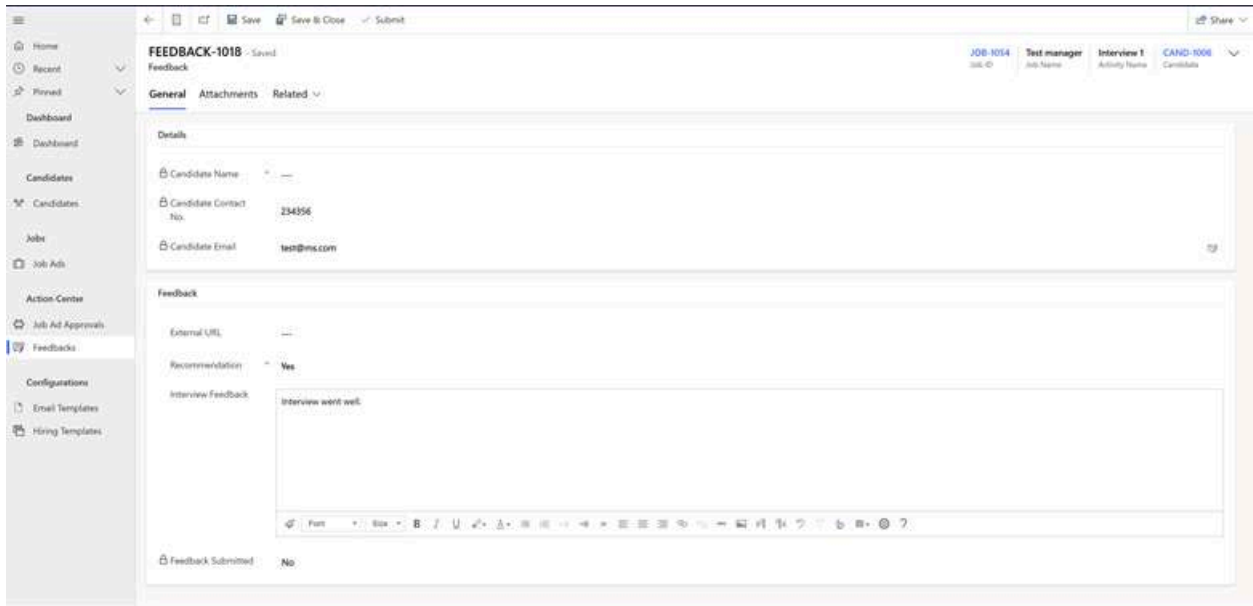 Save
Save & Close
Submit
Share
Home
Recent
Pinned
Dashboard
Dashboard
Candidates
Candidates
Jobs
Job Ads
Action Center
Job Ad Approvals
Feedbacks
Configurations
Email Templates
Hiring Templates
FEEDBACK-1018 - Saved
Feedback
JOB-1054
Job ID
Test manager
Job Name
Interview 1
Activity Name
CAND-1006
Candidate
General Attachments Related
Details
Candidate Name * ---
Candidate Contact
No.
234356
Candidate Email
test@ms.com
Feedback
External URL ---
Recommendation * Yes
Interview Feedback
Interview went well.
Font Size B I U A ?
Feedback Submitted No